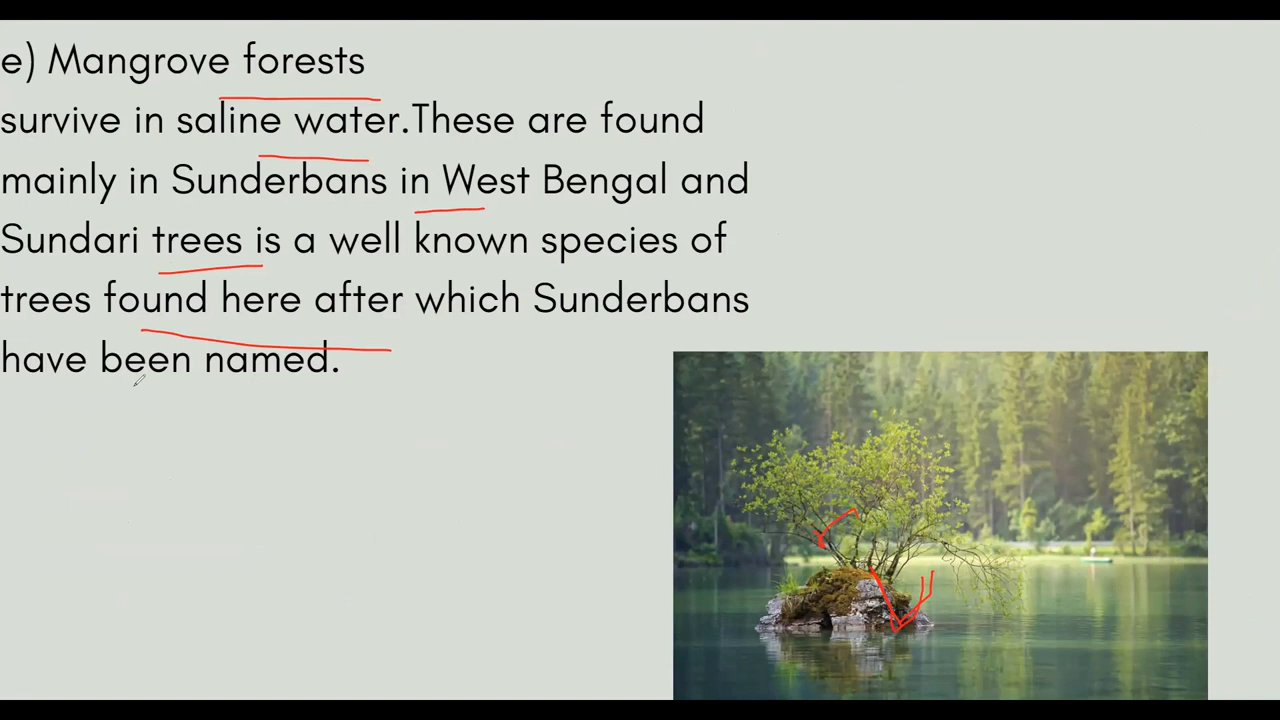 e) Mangrove forests
survive in saline water.These are found
mainly in Sunderbans in West Bengal and
Sundari trees is a well known species of
trees found here after which Sunderbans
have been named.